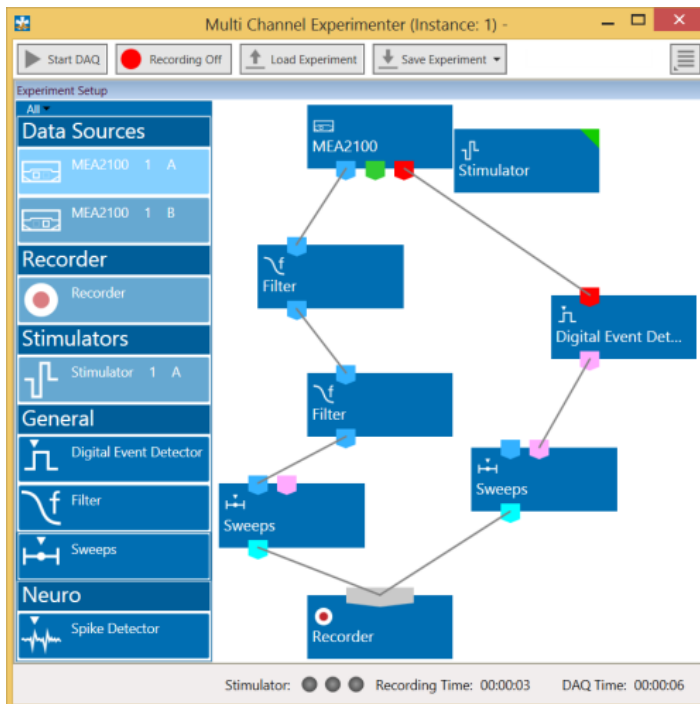 Multi Channel Experimenter (Instance: 1) -
Start DAQ
Recording Off
Load Experiment
Save Experiment
Experiment Setup
All
Data Sources
MEA2100 1 A
MEA2100 1 B
Recorder
Recorder
Stimulators
Stimulator 1 A
General
Digital Event Detector
Filter
Sweeps
Neuro
Spike Detector
MEA2100
Stimulator
Filter
Digital Event Det...
Filter
Sweeps
Sweeps
Recorder
Stimulator: Recording Time: 00:00:03 DAQ Time: 00:00:06